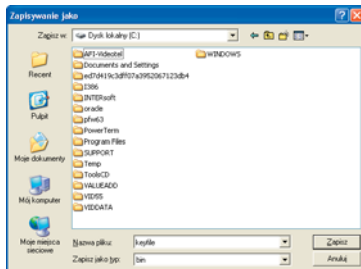 Zapisywanie jako
Zapisz w:
Dysk lokalny (C:)
API-Videotel
Documents and Settings
ed7d419c3dff07a3952067123db4
I386
INTERsoft
oracle
pfw63
PowerTerm
Program Files
SUPPORT
Temp
ToolsCD
VALUEADD
VIDSS
VIDDATA
WINDOWS
Recent
Pulpit
Moje dokumenty
Mój komputer
Moje miejsca
sieciowe
Nazwa pliku:
keyfile
Zapisz
Zapisz jako typ:
bin
Anuluj